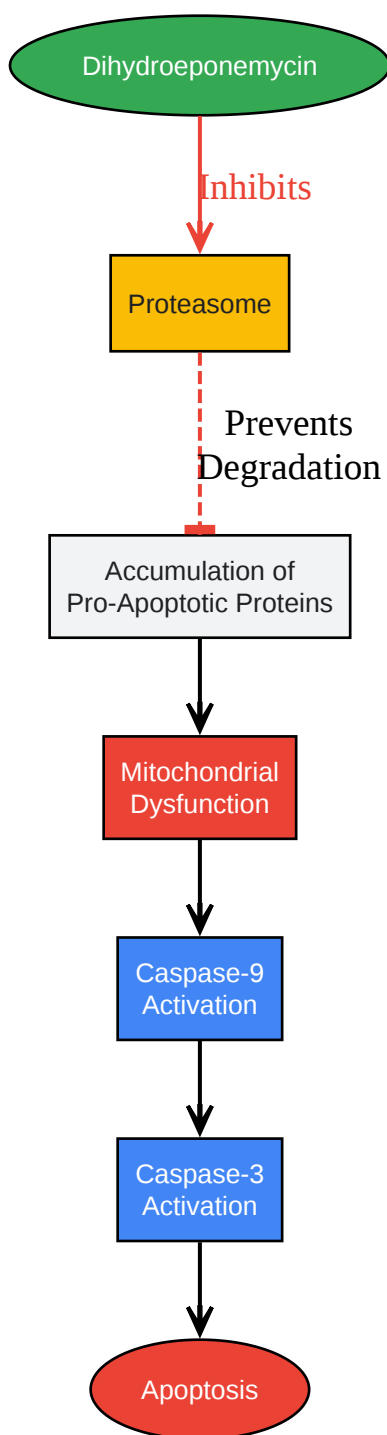 Dihydroeponemycin
Inhibits
Proteasome
Prevents
Degradation
Accumulation of
Pro-Apoptotic Proteins
Mitochondrial
Dysfunction
Caspase-9
Activation
Caspase-3
Activation
Apoptosis